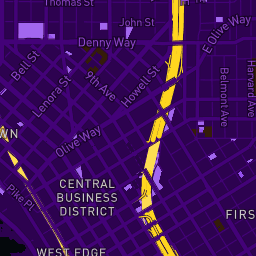 Thomas St
John St
E Olive Way
Denny Way
Bell St
9th Ave
Howell St
Belmont Ave
Harvard Ave
Lenora St
Olive Way
WN
Pike Pl
CENTRAL
BUSINESS
DISTRICT
FIRS
WEST EDGE